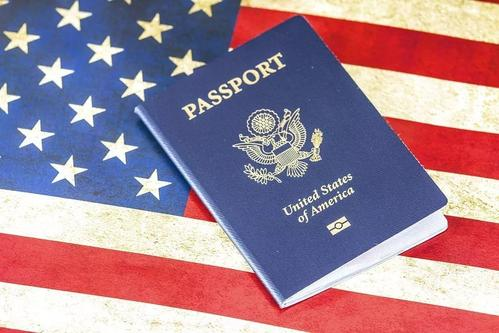 PASSPORT
United States
of America